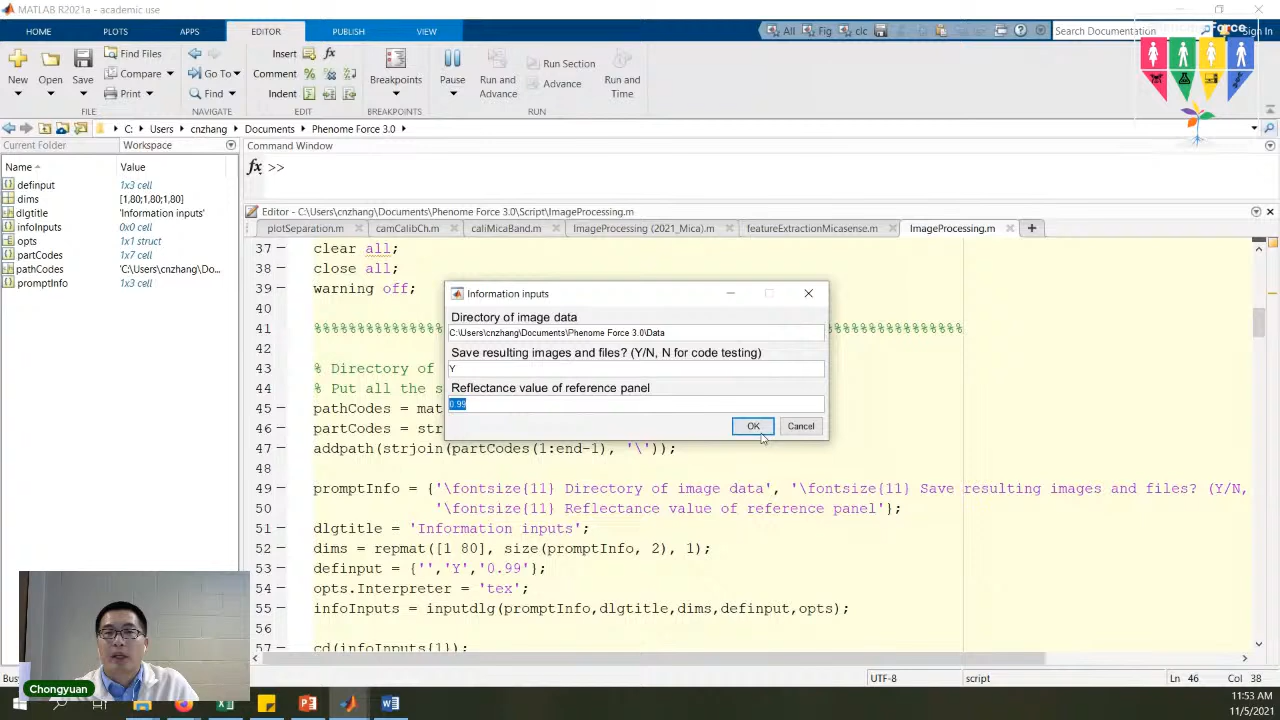 MATLAB R2021a - academic use
HOME PLOTS APPS EDITOR PUBLISH VIEW
All Fig clc Search Documentation Sign In
New Open Save Find Files Compare Print
Go To Find
Insert fx
Comment
Indent
Breakpoints
Pause Run and Advance Run Section Advance Run and Time
FILE NAVIGATE EDIT BREAKPOINTS RUN
C: Users cnzhang Documents Phenome Force 3.0
Current Folder Workspace
Name Value
definput 1x3 cell
dims [1,80;1,80;1,80]
dlgtitle 'Information inputs'
infoInputs 0x0 cell
opts 1x1 struct
partCodes 1x7 cell
pathCodes 'C:\Users\cnzhang\Do...
promptInfo 1x3 cell
Command Window
fx >>
Editor - C:\Users\cnzhang\Documents\Phenome Force 3.0\Script\ImageProcessing.m
plotSeparation.m camCalibCh.m caliMicaBand.m ImageProcessing (2021_Mica).m featureExtractionMicasense.m ImageProcessing.m
37 clear all;
38 close all;
39 warning off;
40
41 %%%%%%%%%%%%%%% %%%%%%%%%%%%%%%%
42
43 % Directory of
44 % Put all the s
45 pathCodes = mat
46 partCodes = str
47 addpath(strjoin(partCodes(1:end-1), '\'));
48
49 promptInfo = {'\fontsize{11} Directory of image data', '\fontsize{11} Save resulting images and files? (Y/N,
50 '\fontsize{11} Reflectance value of reference panel'};
51 dlgtitle = 'Information inputs';
52 dims = repmat([1 80], size(promptInfo, 2), 1);
53 definput = {'','Y','0.99'};
54 opts.Interpreter = 'tex';
55 infoInputs = inputdlg(promptInfo,dlgtitle,dims,definput,opts);
56
57 cd(infoInputs{1});
Information inputs
Directory of image data
C:\Users\cnzhang\Documents\Phenome Force 3.0\Data
Save resulting images and files? (Y/N, N for code testing)
Y
Reflectance value of reference panel
0.99
OK Cancel
Chongyuan
UTF-8 script Ln 46 Col 38
11:53 AM
11/5/2021